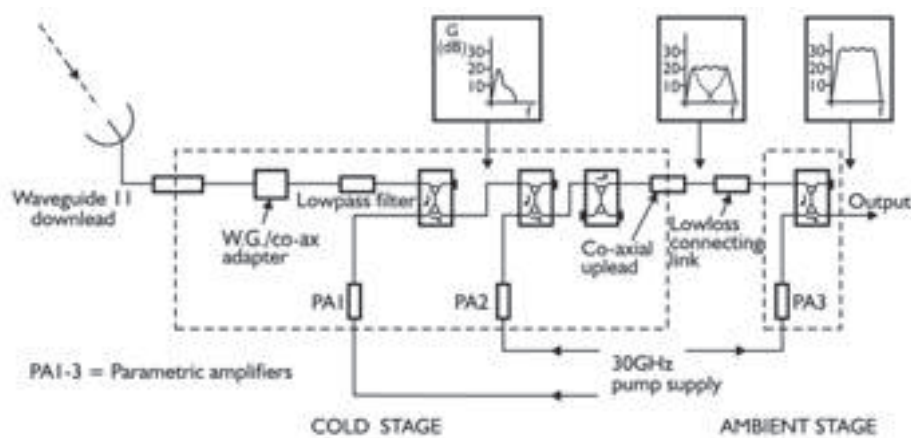 G
(dB)
30
20
10
f
30
20
10
f
30
20
10
f
Waveguide 11
downlead
W.G./co-ax
adapter
Lowpass filter
Co-axial
uplead
Lowloss
connecting
link
Output
PA1
PA2
PA3
30GHz
pump supply
PA1-3 = Parametric amplifiers
COLD STAGE
AMBIENT STAGE